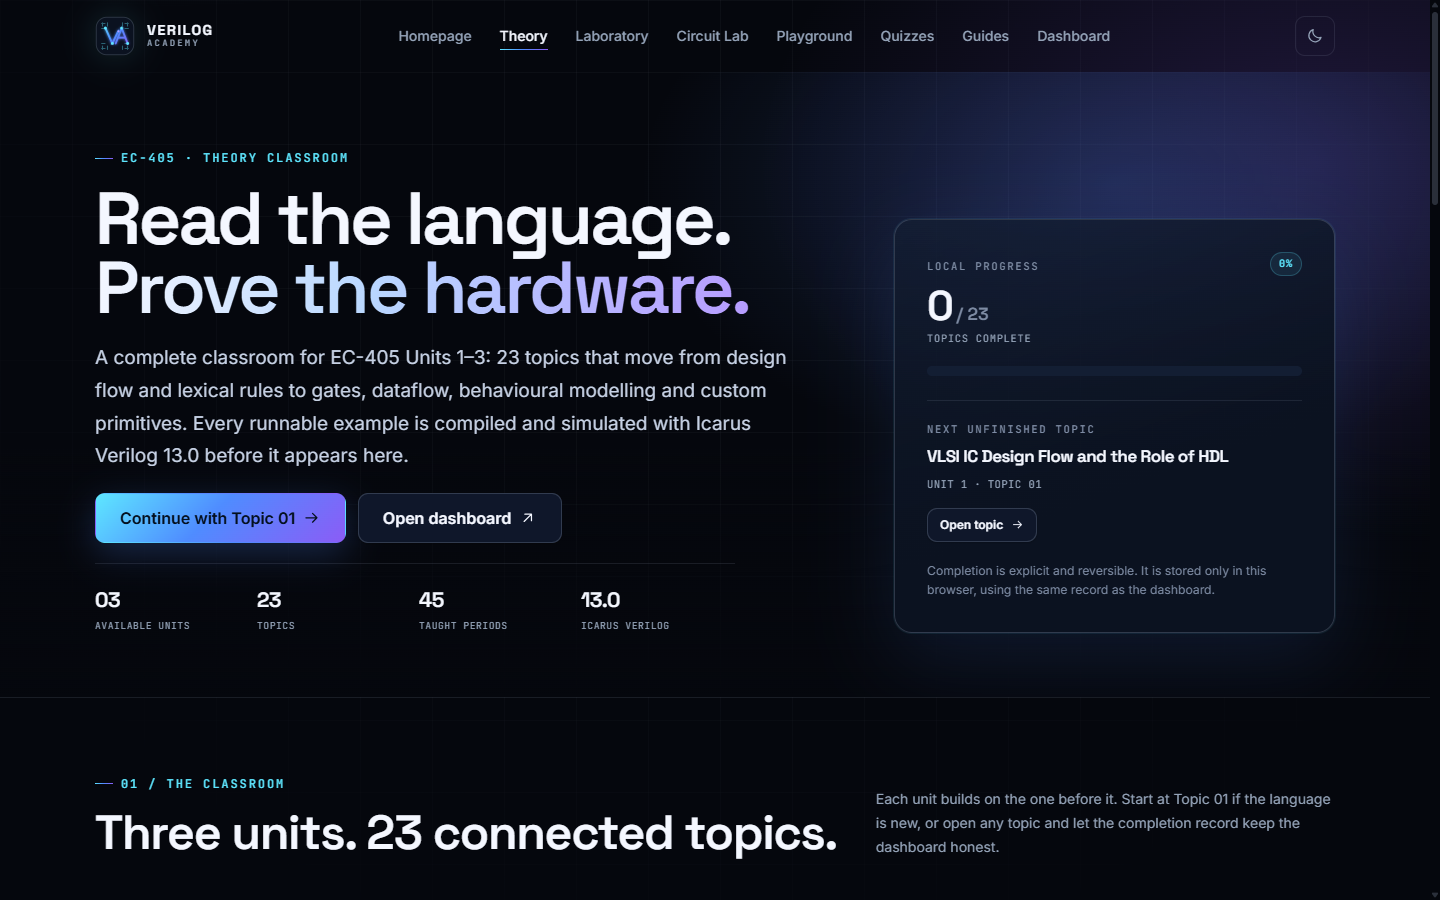 VERILOG
ACADEMY
Homepage Theory Laboratory Circuit Lab Playground Quizzes Guides Dashboard
EC-405 · THEORY CLASSROOM
Read the language.
Prove the hardware.
A complete classroom for EC-405 Units 1–3: 23 topics that move from design
flow and lexical rules to gates, dataflow, behavioural modelling and custom
primitives. Every runnable example is compiled and simulated with Icarus
Verilog 13.0 before it appears here.
Continue with Topic 01 →
Open dashboard ↗
03
AVAILABLE UNITS
23
TOPICS
45
TAUGHT PERIODS
13.0
ICARUS VERILOG
LOCAL PROGRESS
0%
0 / 23
TOPICS COMPLETE
NEXT UNFINISHED TOPIC
VLSI IC Design Flow and the Role of HDL
UNIT 1 · TOPIC 01
Open topic →
Completion is explicit and reversible. It is stored only in this
browser, using the same record as the dashboard.
01 / THE CLASSROOM
Three units. 23 connected topics.
Each unit builds on the one before it. Start at Topic 01 if the language
is new, or open any topic and let the completion record keep the
dashboard honest.